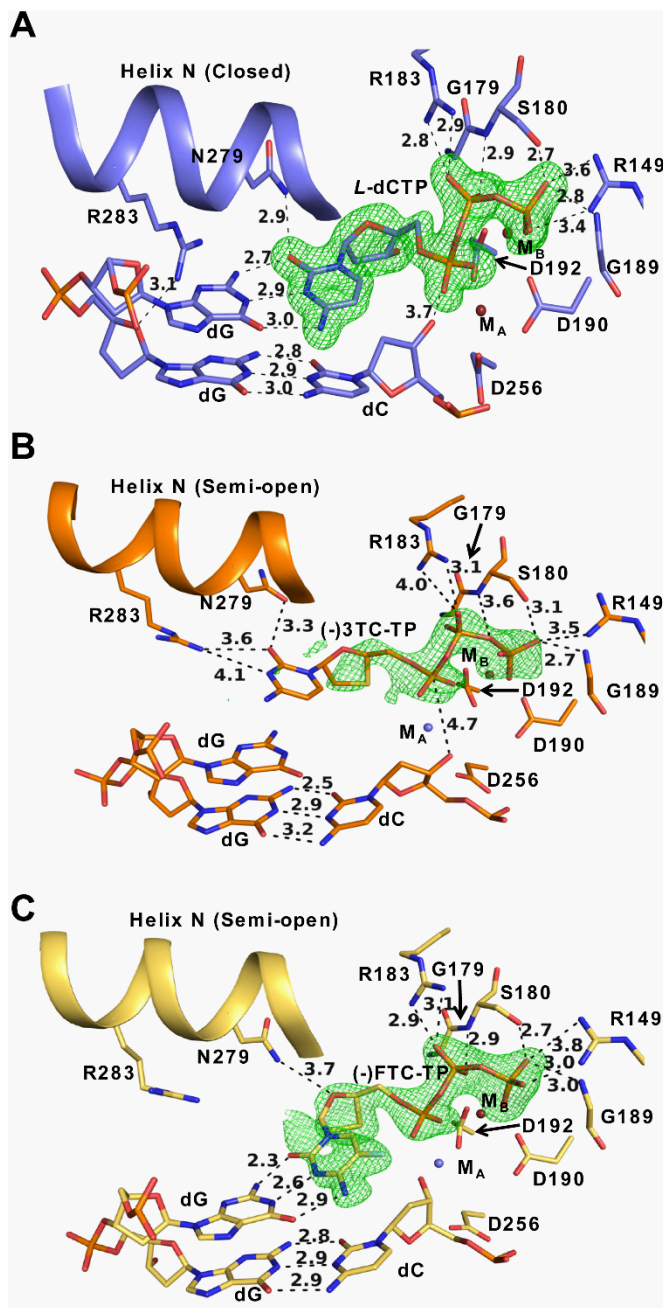 A
Helix N (Closed)
R183
G179
S180
N279
2.8
2.9
2.9
2.7
3.6
R149
R283
2.9
L-dCTP
2.8
3.4
M_B
2.7
D192
G189
3.1
2.9
3.7
D190
dG
3.0
M_A
2.8
2.9
3.0
dG
dC
D256
B
Helix N (Semi-open)
G179
R183
3.1
S180
4.0
N279
3.6
3.1
R283
R149
3.3
(-)3TC-TP
3.5
3.6
2.7
M_B
4.1
D192
G189
M_A
4.7
D190
dG
2.5
2.9
D256
dG
3.2
dC
C
Helix N (Semi-open)
R183
G179
S180
3.1
2.9
2.9
2.7
R149
N279
3.8
R283
3.7
(-)FTC-TP
3.0
3.0
M_B
G189
D192
2.3
2.6
M_A
D190
dG
2.9
2.8
D256
2.9
dG
2.9
dC